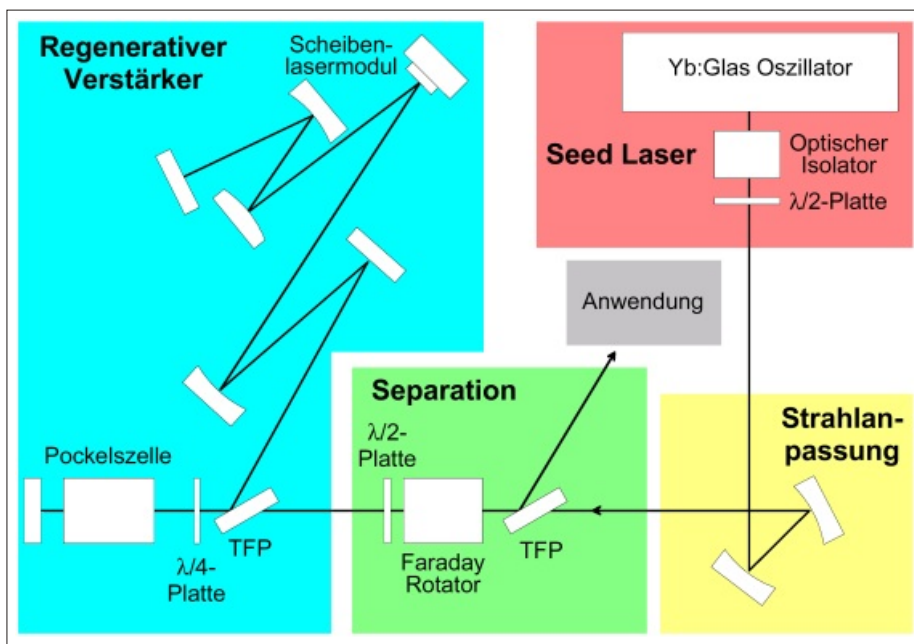 Regenerativer
Verstärker
Scheiben-
lasermodul
Yb:Glas Oszillator
Seed Laser
Optischer
Isolator
λ/2-Platte
Anwendung
Separation
λ/2-
Platte
Strahlan-
passung
Pockelszelle
TFP
λ/4-
Platte
Faraday
Rotator
TFP